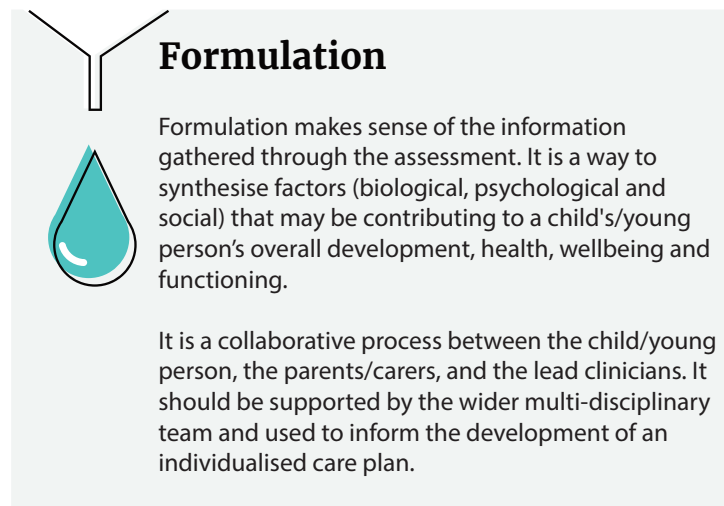 Formulation
Formulation makes sense of the information
gathered through the assessment. It is a way to
synthesise factors (biological, psychological and
social) that may be contributing to a child's/young
person’s overall development, health, wellbeing and
functioning.
It is a collaborative process between the child/young
person, the parents/carers, and the lead clinicians. It
should be supported by the wider multi-disciplinary
team and used to inform the development of an
individualised care plan.